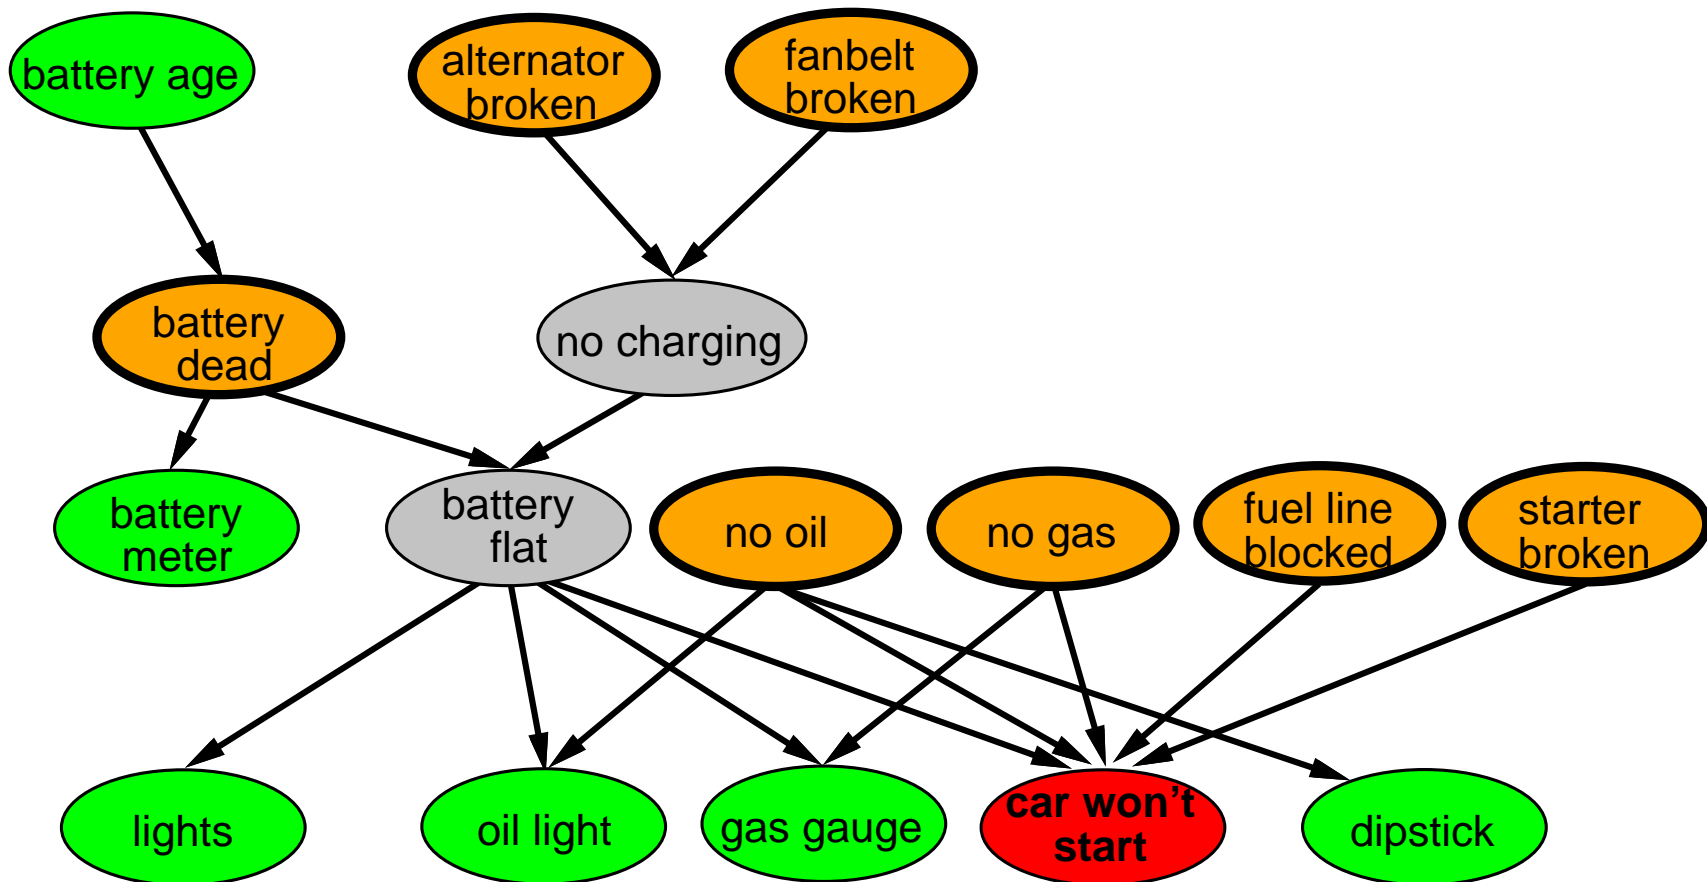 battery age
alternator
broken
fanbelt
broken
battery
dead
no charging
battery
meter
battery
flat
no oil
no gas
fuel line
blocked
starter
broken
lights
oil light
gas gauge
car won’t
start
dipstick